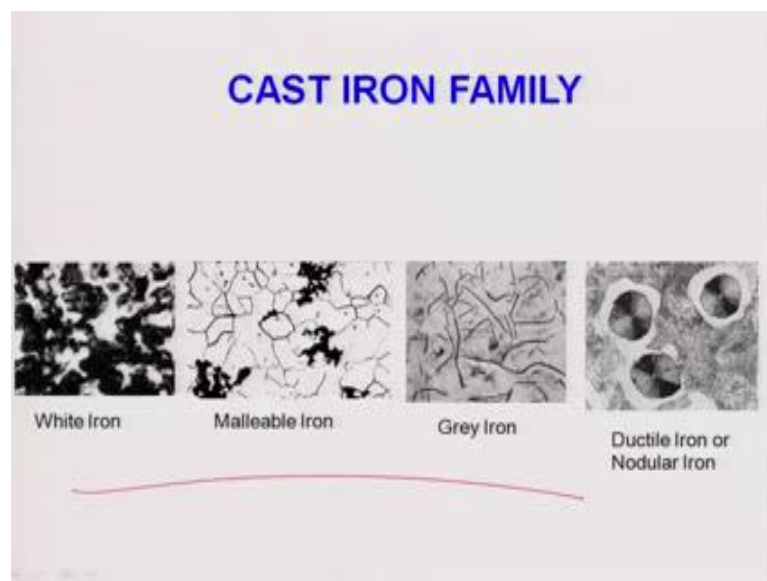 CAST IRON FAMILY
White Iron
Malleable Iron
Grey Iron
Ductile Iron or
Nodular Iron